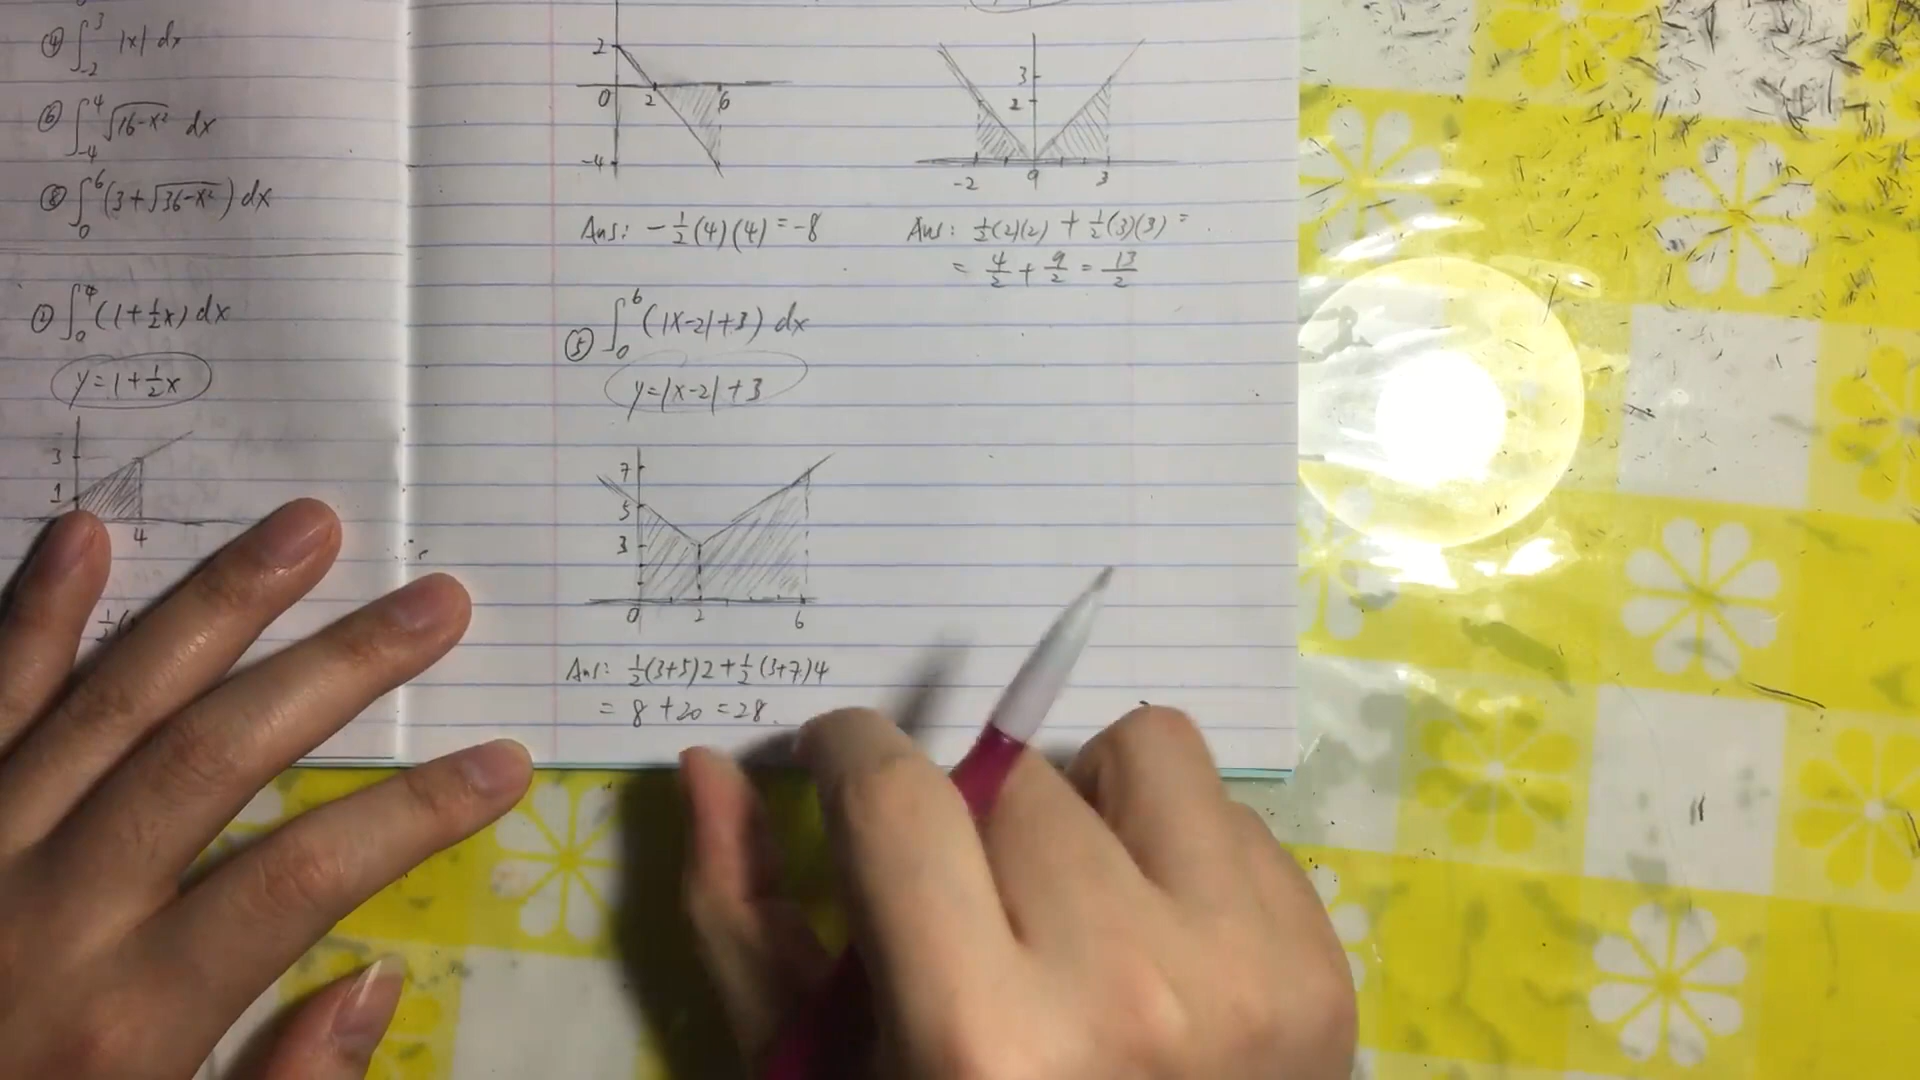 ④ ∫₋₂³ |x| dx
⑥ ∫₋₄⁴ √(16-x²) dx
⑧ ∫₀⁶ (3+√(36-x²)) dx
① ∫₀⁴ (1+½x) dx
y=1+½x
3
1
4
2
0 2 6
-4
Ans: -½(4)(4)=-8
3
2
-2 0 3
Ans: ½(2)(2) + ½(3)(3) =
= 4/2 + 9/2 = 13/2
⑤ ∫₀⁶ (|x-2|+3) dx
y=|x-2|+3
7
5
3
0 2 6
Ans: ½(3+5)2+½(3+7)4
= 8 +20 =28.